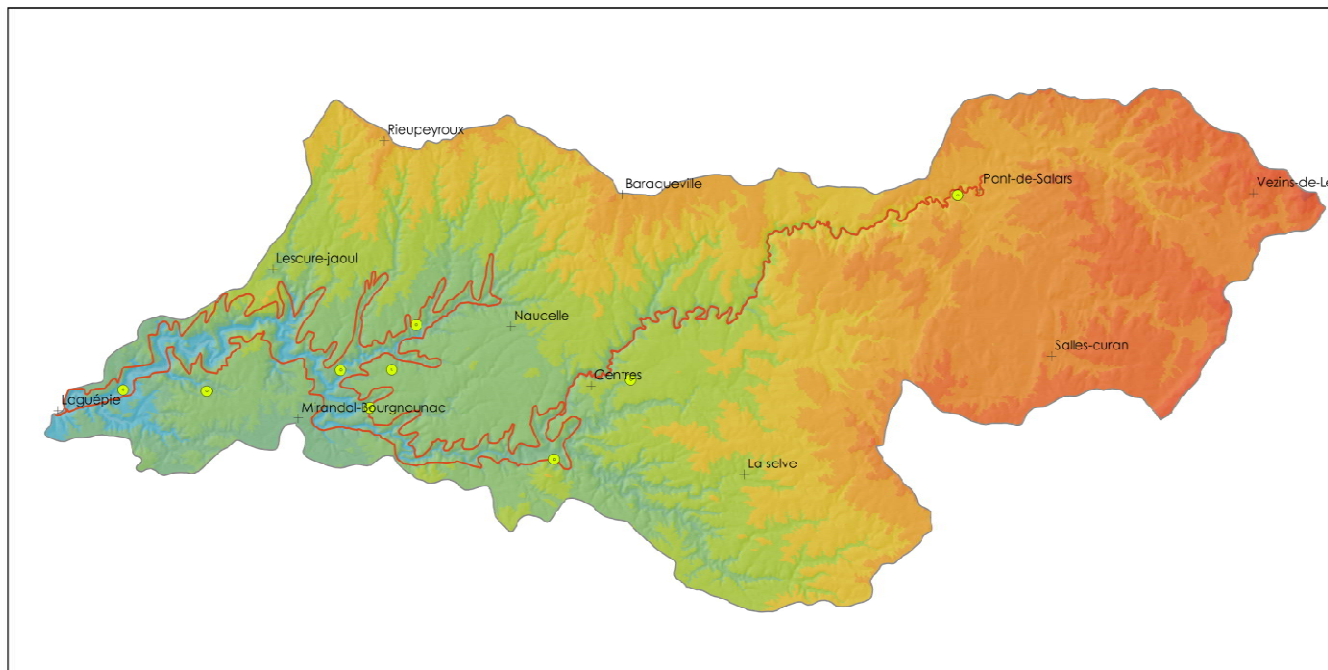 Rieupeyroux
Pont-de-Salars
Baraqueville
Vezins-de-Le
Lescure-jaoul
Naucelle
Salles-curan
Centres
Laguépie
Mirandol-Bourgnounac
La selve